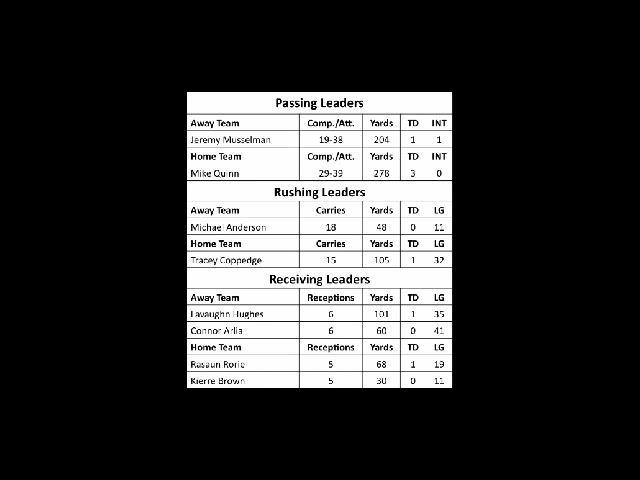 Passing Leaders
Away Team Comp./Att. Yards TD INT
Jeremy Musselman 19-38 204 1 1
Home Team Comp./Att. Yards TD INT
Mike Quinn 29-39 278 3 0
Rushing Leaders
Away Team Carries Yards TD LG
Michael Anderson 18 48 0 11
Home Team Carries Yards TD LG
Tracey Coppedge 15 105 1 32
Receiving Leaders
Away Team Receptions Yards TD LG
Lavaughn Hughes 6 101 1 35
Connor Arlia 6 60 0 41
Home Team Receptions Yards TD LG
Rasaun Rorie 5 68 1 19
Kierre Brown 5 30 0 11